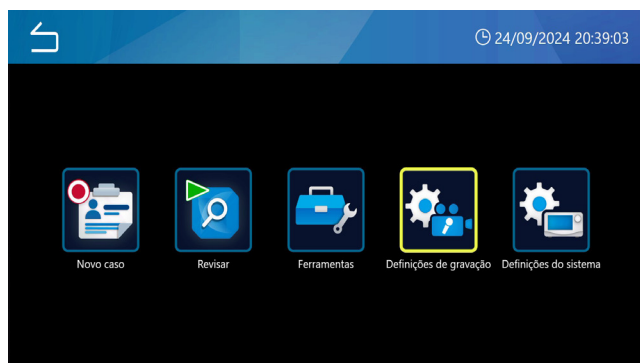 24/09/2024 20:39:03
Novo caso
Revisar
Ferramentas
Definições de gravação
Definições do sistema